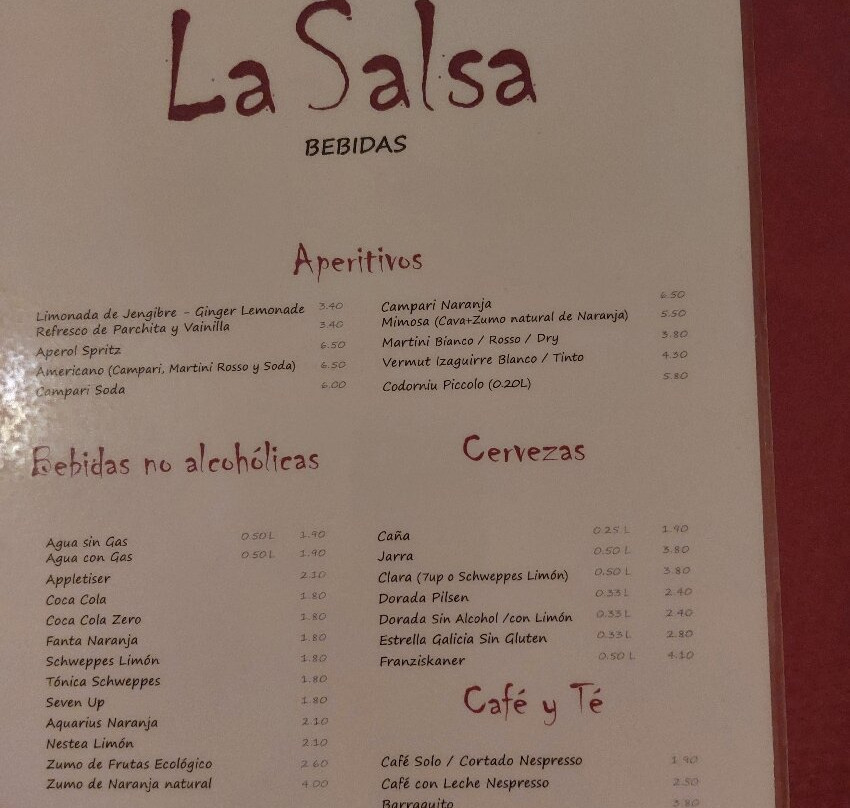 La Salsa
BEBIDAS
Aperitivos
Limonada de Jengibre - Ginger Lemonade 3.40
Refresco de Parchita y Vainilla 3.40
Aperol Spritz 6.50
Americano (Campari, Martini Rosso y Soda) 6.50
Campari Soda 6.00
Campari Naranja 6.50
Mimosa (Cava+Zumo natural de Naranja) 5.50
Martini Bianco / Rosso / Dry 3.80
Vermut Izaguirre Blanco / Tinto 4.30
Codorniu Piccolo (0.20L) 5.80
Bebidas no alcohólicas
Agua sin Gas 0.50L 1.90
Agua con Gas 0.50L 1.90
Appletiser 2.10
Coca Cola 1.80
Coca Cola Zero 1.80
Fanta Naranja 1.80
Schweppes Limón 1.80
Tónica Schweppes 1.80
Seven Up 1.80
Aquarius Naranja 2.10
Nestea Limón 2.10
Zumo de Frutas Ecológico 2.60
Zumo de Naranja natural 4.00
Cervezas
Caña 0.25 L 1.90
Jarra 0.50 L 3.80
Clara (7up o Schweppes Limón) 0.50 L 3.80
Dorada Pilsen 0.33L 2.40
Dorada Sin Alcohol /con Limón 0.33L 2.40
Estrella Galicia Sin Gluten 0.33L 2.80
Franziskaner 0.50 L 4.10
Café y Té
Café Solo / Cortado Nespresso 1.90
Café con Leche Nespresso 2.50
Barraquito 3.80